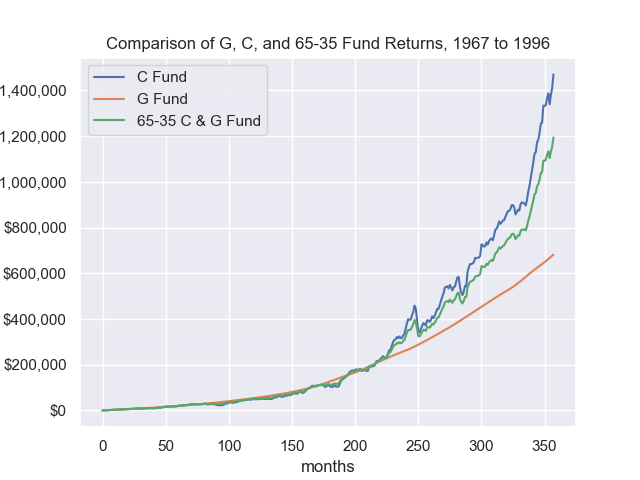 Comparison of G, C, and 65-35 Fund Returns, 1967 to 1996
C Fund
G Fund
65-35 C & G Fund
1,400,000
1,200,000
1,000,000
$800,000
$600,000
$400,000
$200,000
$0
0 50 100 150 200 250 300 350
months